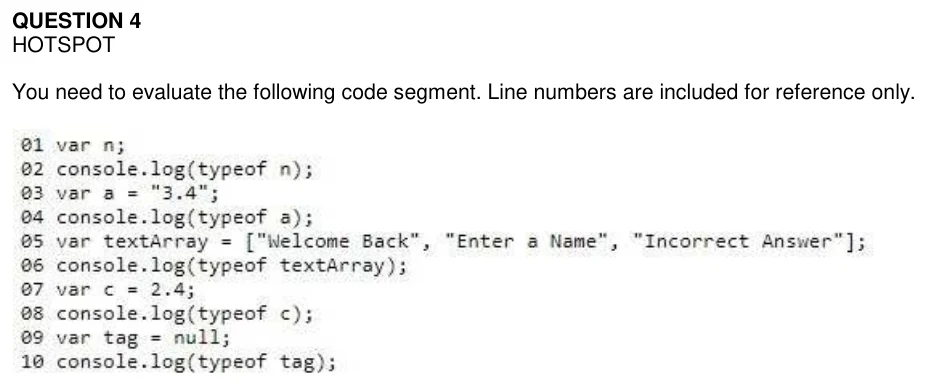 QUESTION 4
HOTSPOT
You need to evaluate the following code segment. Line numbers are included for reference only.
01 var n;
02 console.log(typeof n);
03 var a = "3.4";
04 console.log(typeof a);
05 var textArray = ["Welcome Back", "Enter a Name", "Incorrect Answer"];
06 console.log(typeof textArray);
07 var c = 2.4;
08 console.log(typeof c);
09 var tag = null;
10 console.log(typeof tag);